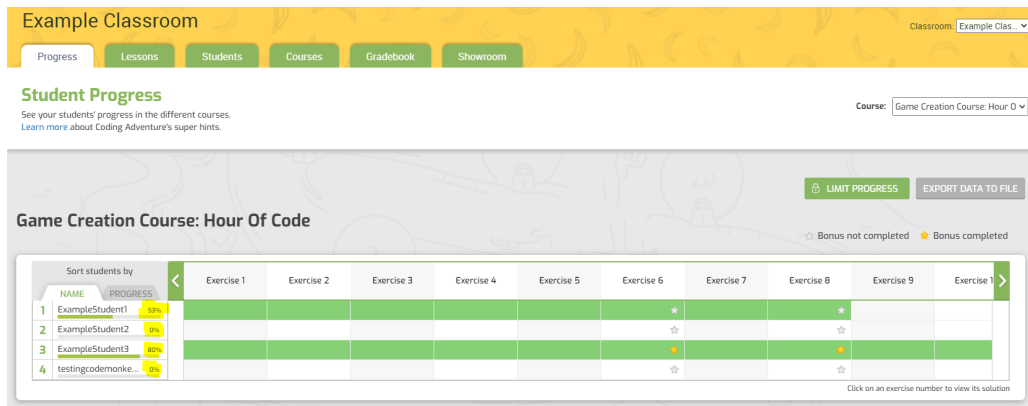 Example Classroom
Classroom: Example Clas...
Progress Lessons Students Courses Gradebook Showroom
Student Progress
See your students' progress in the different courses.
Learn more about Coding Adventure's super hints.
Course: Game Creation Course: Hour O
LIMIT PROGRESS EXPORT DATA TO FILE
Game Creation Course: Hour Of Code
Bonus not completed Bonus completed
Sort students by
NAME PROGRESS
Exercise 1 Exercise 2 Exercise 3 Exercise 4 Exercise 5 Exercise 6 Exercise 7 Exercise 8 Exercise 9 Exercise 1
1 ExampleStudent1 53%
2 ExampleStudent2 0%
3 ExampleStudent3 80%
4 testingcodemonke... 0%
Click on an exercise number to view its solution